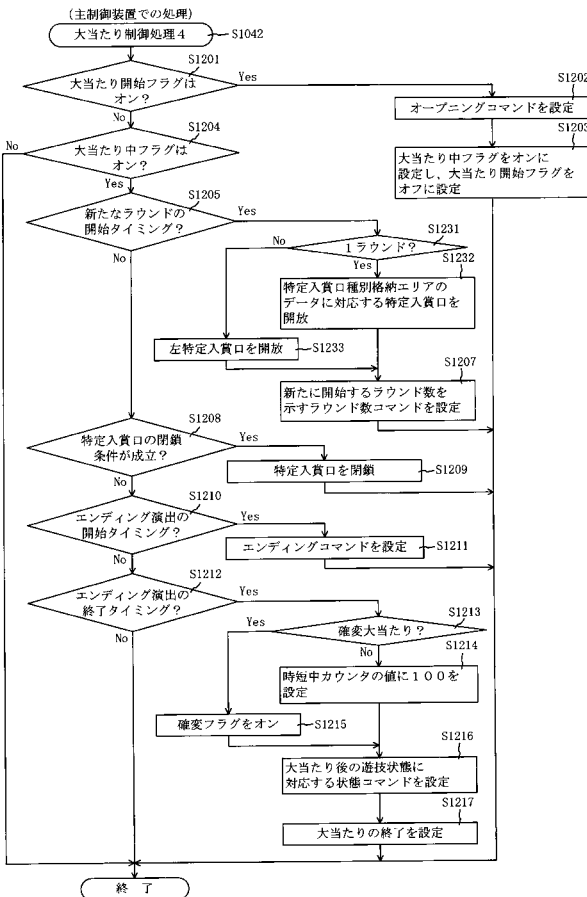 (主制御装置での処理)
大当たり制御処理4
S1042
S1201
大当たり開始フラグは
オン?
Yes
No
S1202
オープニングコマンドを設定
S1203
大当たり中フラグをオンに
設定し、大当たり開始フラグを
オフに設定
S1204
大当たり中フラグは
オン?
No
Yes
S1205
新たなラウンドの
開始タイミング?
Yes
No
S1231
1ラウンド?
No
Yes
S1232
特定入賞口種別格納エリアの
データに対応する特定入賞口を
開放
左特定入賞口を開放
S1233
S1207
新たに開始するラウンド数を
示すラウンド数コマンドを設定
S1208
特定入賞口の閉鎖
条件が成立?
Yes
No
特定入賞口を閉鎖
S1209
S1210
エンディング演出の
開始タイミング?
Yes
No
エンディングコマンドを設定
S1211
S1212
エンディング演出の
終了タイミング?
Yes
No
S1213
確変大当たり?
Yes
No
S1214
時短中カウンタの値に100を
設定
確変フラグをオン
S1215
S1216
大当たり後の遊技状態に
対応する状態コマンドを設定
S1217
大当たりの終了を設定
終 了